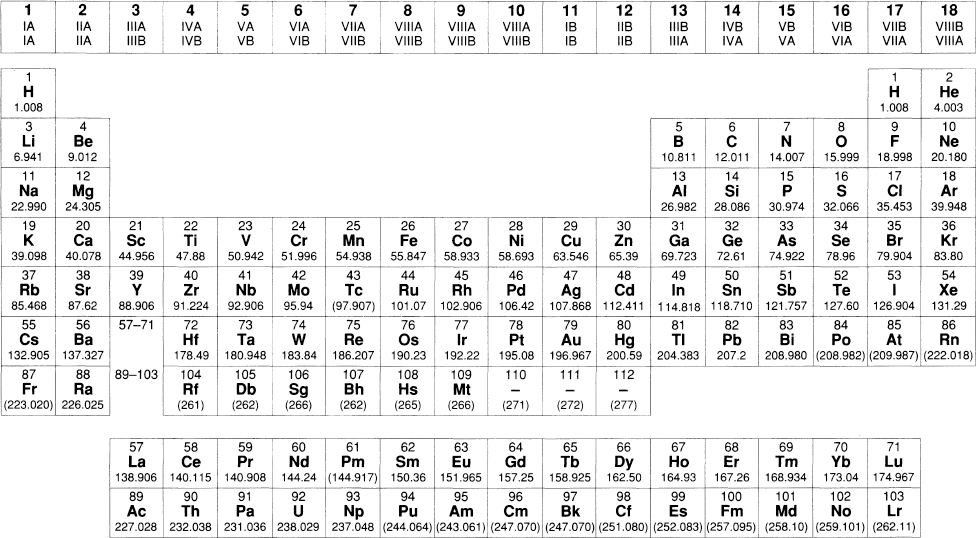 1 2 3 4 5 6 7 8 9 10 11 12 13 14 15 16 17 18
IA IIA IIIA IVA VA VIA VIIA VIIIA VIIIA VIIIA IB IIB IIIB IVB VB VIB VIIB VIIIB
IA IIA IIIB IVB VB VIB VIIB VIIIB VIIIB VIIIB IB IIB IIIA IVA VA VIA VIIA VIIIA
1 1 2
H H He
1.008 1.008 4.003
3 4 5 6 7 8 9 10
Li Be B C N O F Ne
6.941 9.012 10.811 12.011 14.007 15.999 18.998 20.180
11 12 13 14 15 16 17 18
Na Mg Al Si P S Cl Ar
22.990 24.305 26.982 28.086 30.974 32.066 35.453 39.948
19 20 21 22 23 24 25 26 27 28 29 30 31 32 33 34 35 36
K Ca Sc Ti V Cr Mn Fe Co Ni Cu Zn Ga Ge As Se Br Kr
39.098 40.078 44.956 47.88 50.942 51.996 54.938 55.847 58.933 58.693 63.546 65.39 69.723 72.61 74.922 78.96 79.904 83.80
37 38 39 40 41 42 43 44 45 46 47 48 49 50 51 52 53 54
Rb Sr Y Zr Nb Mo Tc Ru Rh Pd Ag Cd In Sn Sb Te I Xe
85.468 87.62 88.906 91.224 92.906 95.94 (97.907) 101.07 102.906 106.42 107.868 112.411 114.818 118.710 121.757 127.60 126.904 131.29
55 56 57–71 72 73 74 75 76 77 78 79 80 81 82 83 84 85 86
Cs Ba Hf Ta W Re Os Ir Pt Au Hg Tl Pb Bi Po At Rn
132.905 137.327 178.49 180.948 183.84 186.207 190.23 192.22 195.08 196.967 200.59 204.383 207.2 208.980 (208.982) (209.987) (222.018)
87 88 89–103 104 105 106 107 108 109 110 111 112
Fr Ra Rf Db Sg Bh Hs Mt – – –
(223.020) 226.025 (261) (262) (266) (262) (265) (266) (271) (272) (277)
57 58 59 60 61 62 63 64 65 66 67 68 69 70 71
La Ce Pr Nd Pm Sm Eu Gd Tb Dy Ho Er Tm Yb Lu
138.906 140.115 140.908 144.24 (144.917) 150.36 151.965 157.25 158.925 162.50 164.93 167.26 168.934 173.04 174.967
89 90 91 92 93 94 95 96 97 98 99 100 101 102 103
Ac Th Pa U Np Pu Am Cm Bk Cf Es Fm Md No Lr
227.028 232.038 231.036 238.029 237.048 (244.064) (243.061) (247.070) (247.070) (251.080) (252.083) (257.095) (258.10) (259.101) (262.11)